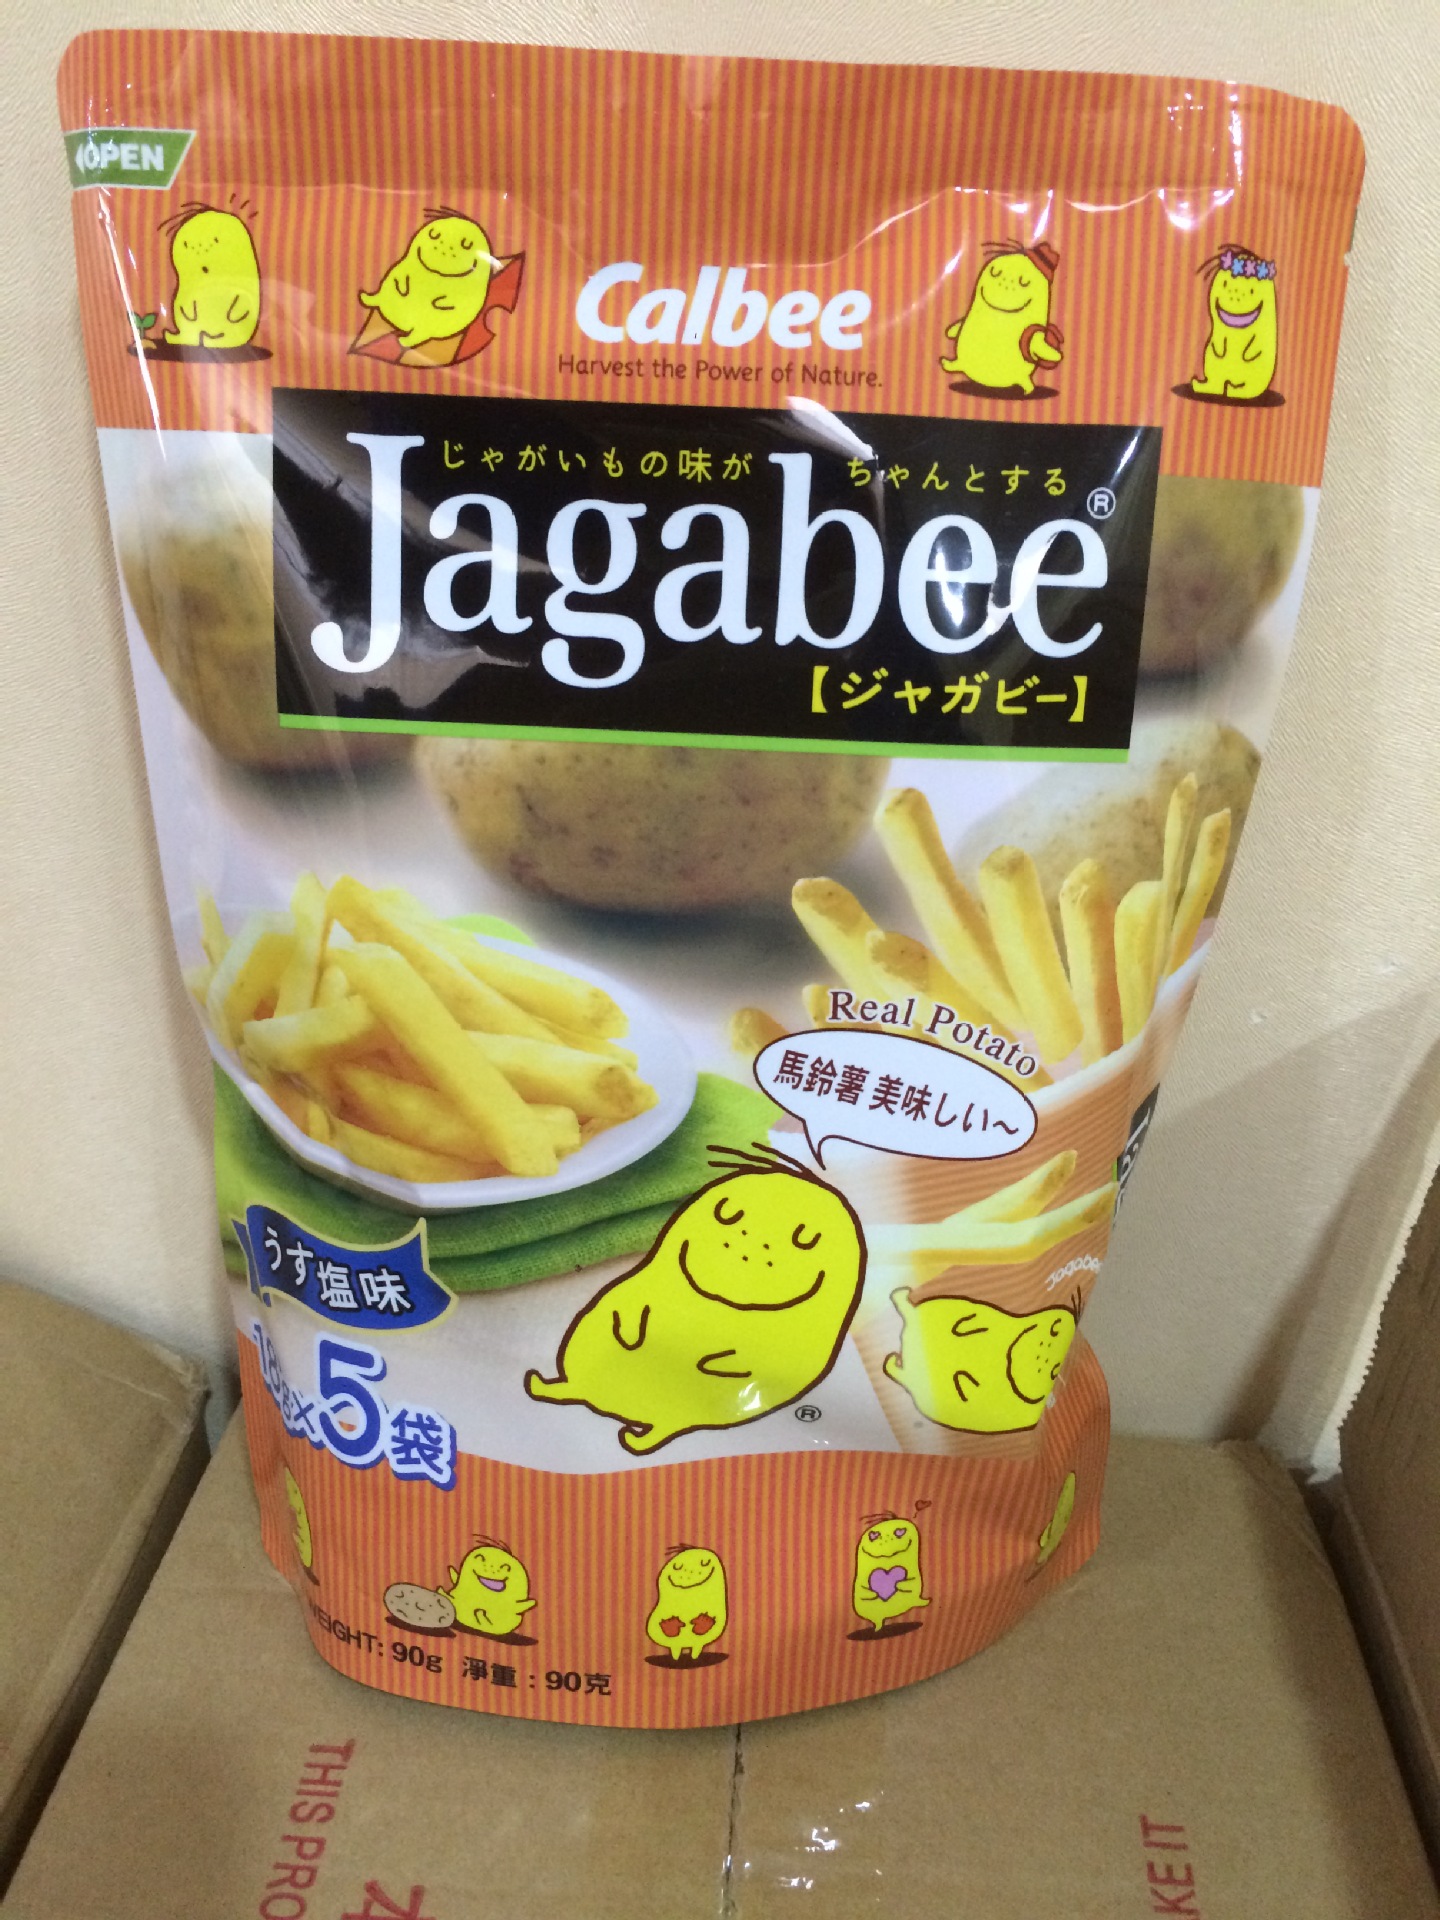 OPEN
Calbee
Harvest the Power of Nature.
じゃがいもの味が ちゃんとする
Jagabee®
【ジャガビー】
Real Potato
馬鈴薯 美味しい～
うす塩味
Jagabee
18g×5袋
®
WEIGHT: 90g 淨重：90克
THIS PRO
KE IT